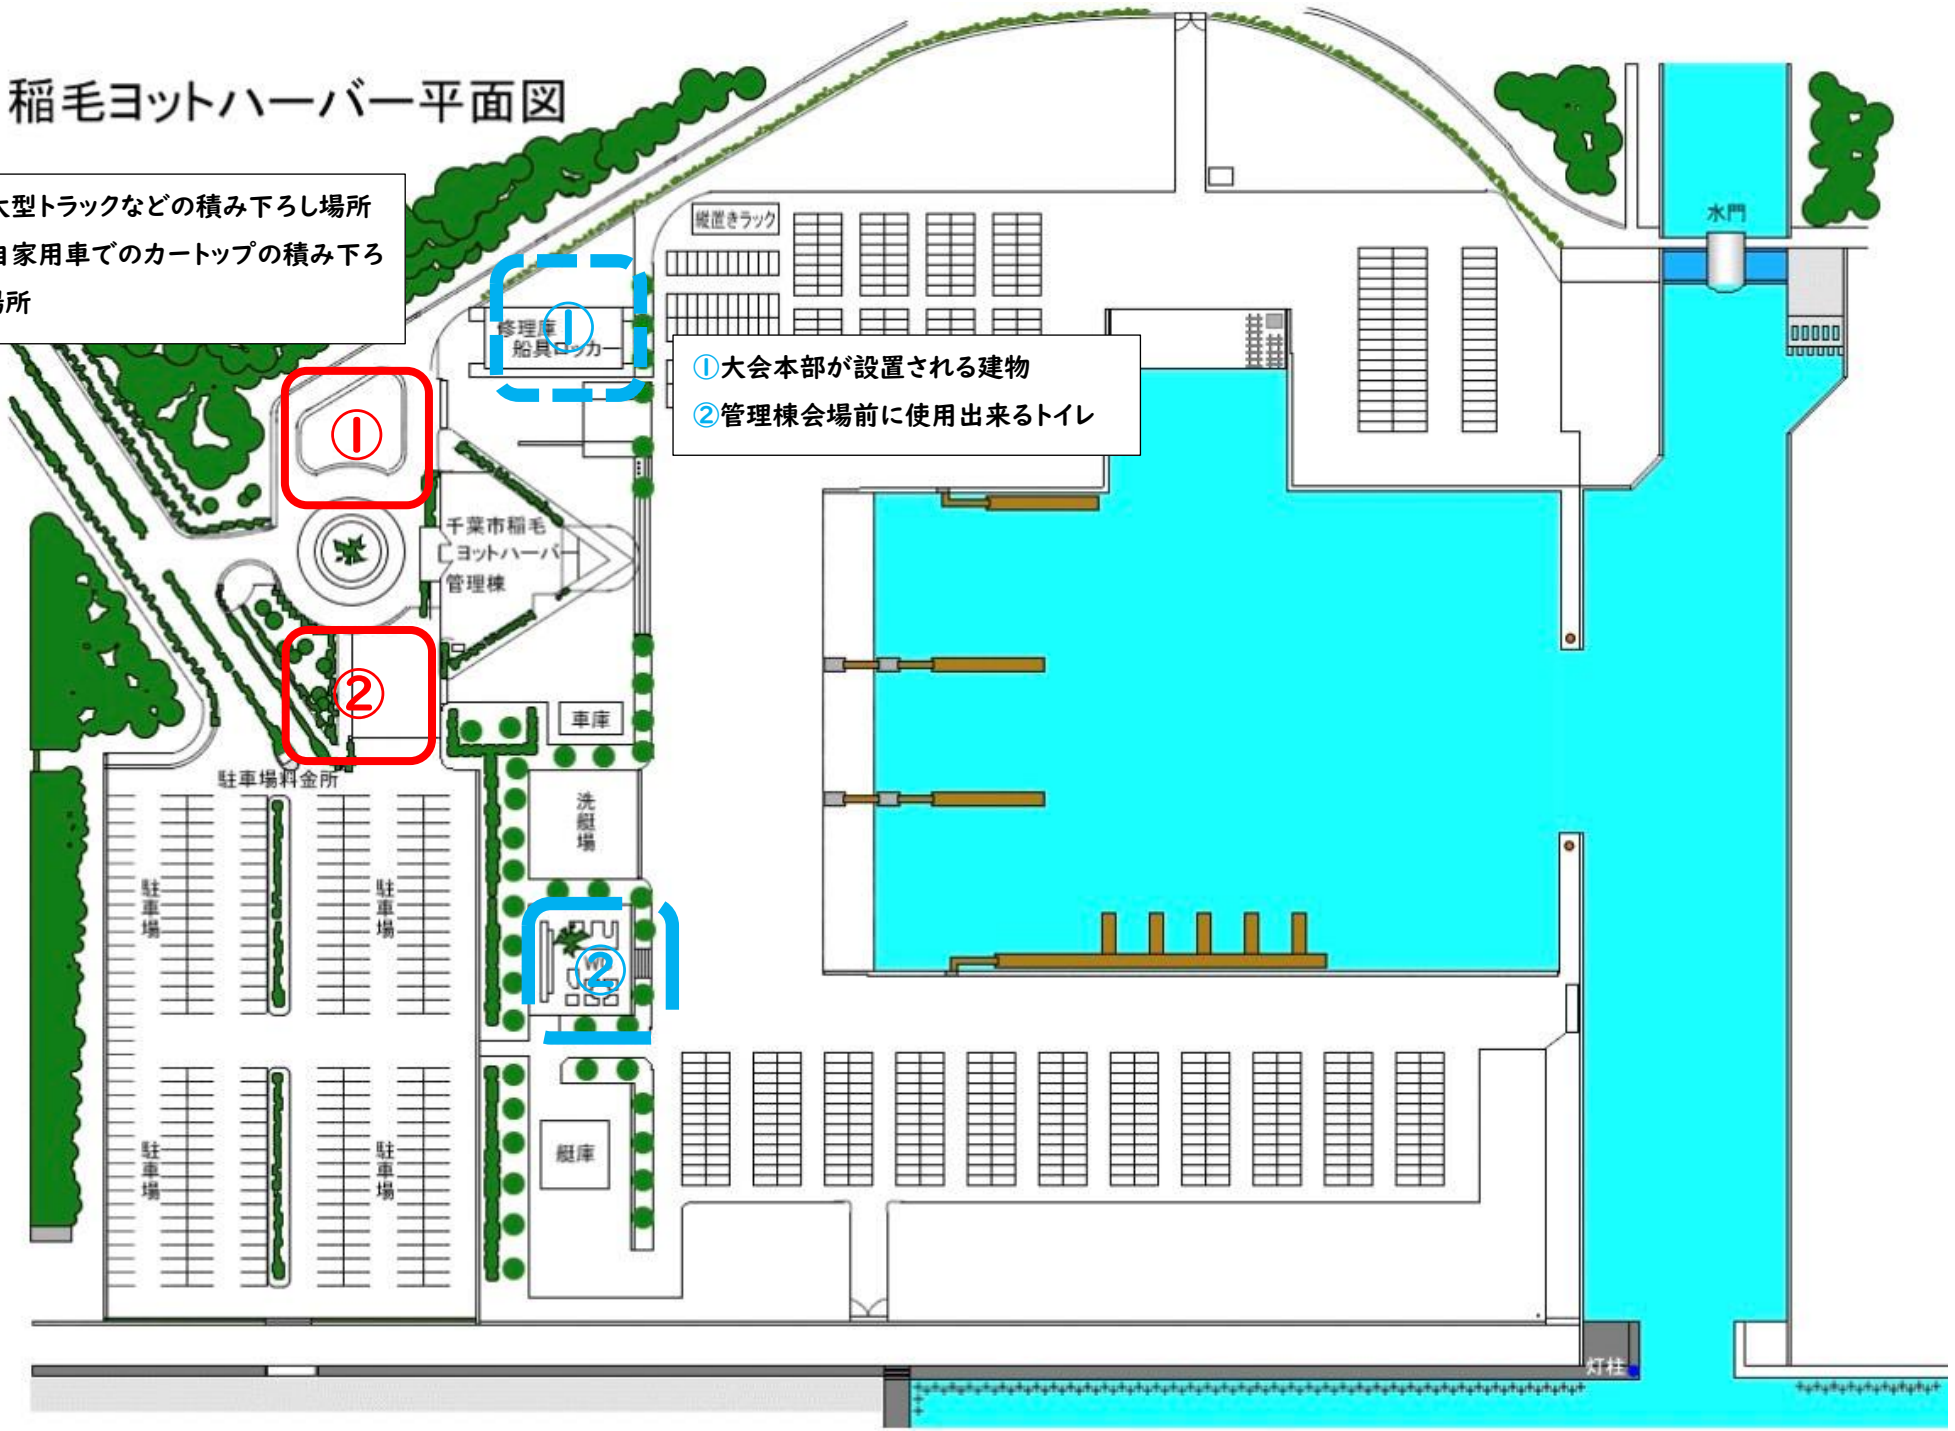 稲毛ヨットハーバー平面図
大型トラックなどの積み下ろし場所
自家用車でのカートップの積み下ろ
場所
縦置きラック
水門
修理庫
船具ロッカー
①
①大会本部が設置される建物
②管理棟会場前に使用出来るトイレ
①
千葉市稲毛
ヨットハーバー
管理棟
②
車庫
駐車場料金所
洗艇場
駐車場
駐車場
②
艇庫
駐車場
駐車場
灯柱